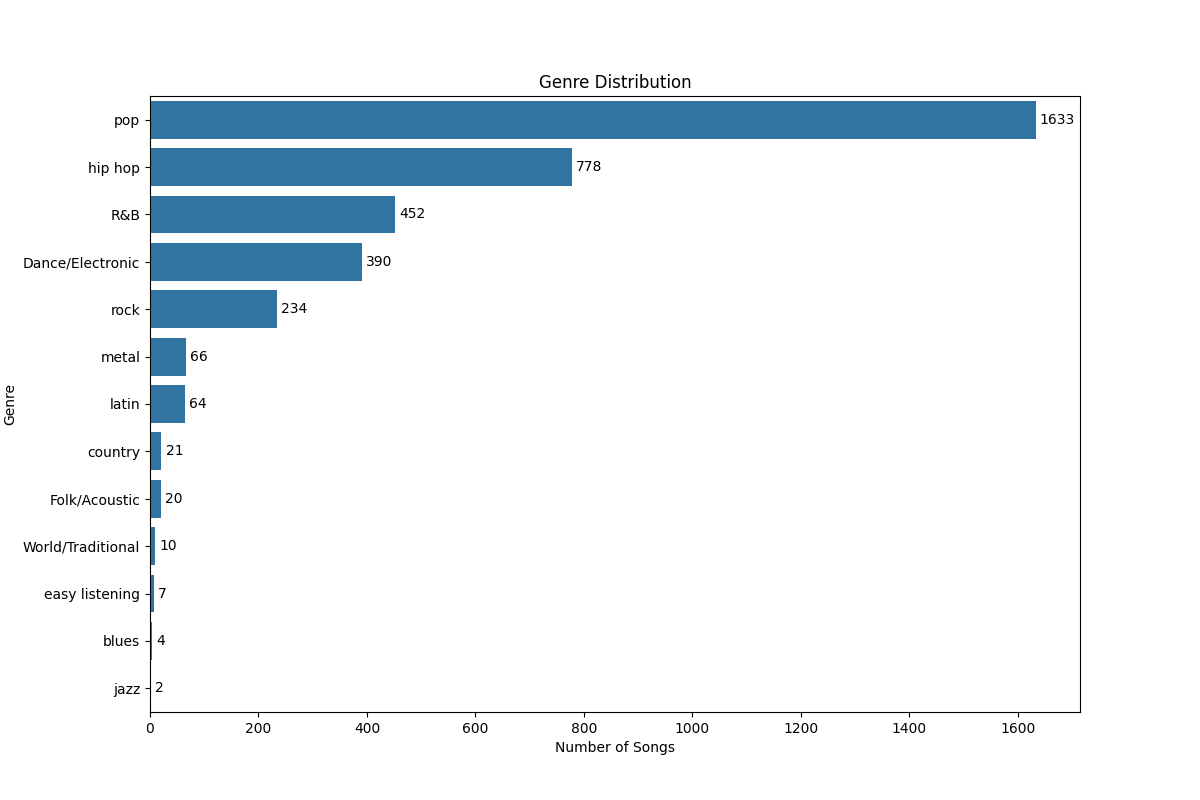 Genre Distribution
pop 1633
hip hop 778
R&B 452
Dance/Electronic 390
rock 234
metal 66
latin 64
country 21
Folk/Acoustic 20
World/Traditional 10
easy listening 7
blues 4
jazz 2
Genre
0 200 400 600 800 1000 1200 1400 1600
Number of Songs